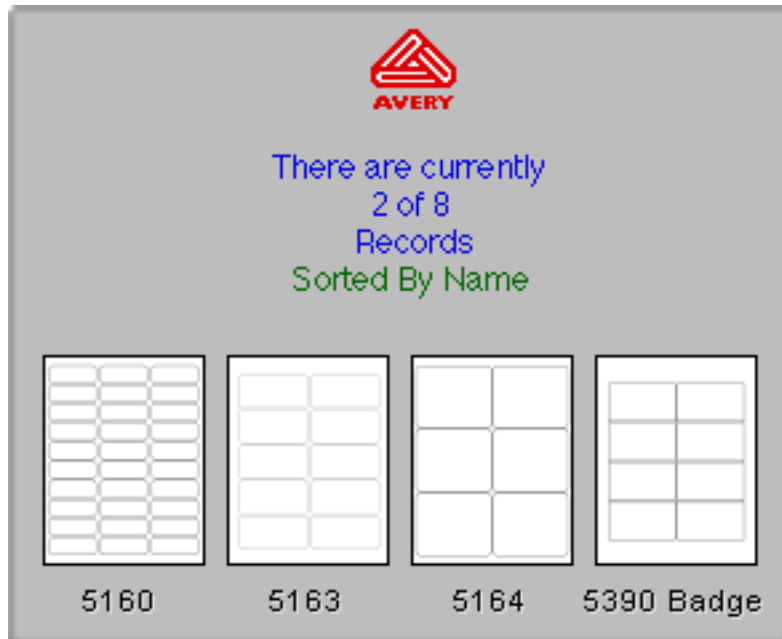 AVERY
There are currently
2 of 8
Records
Sorted By Name
5160 5163 5164 5390 Badge